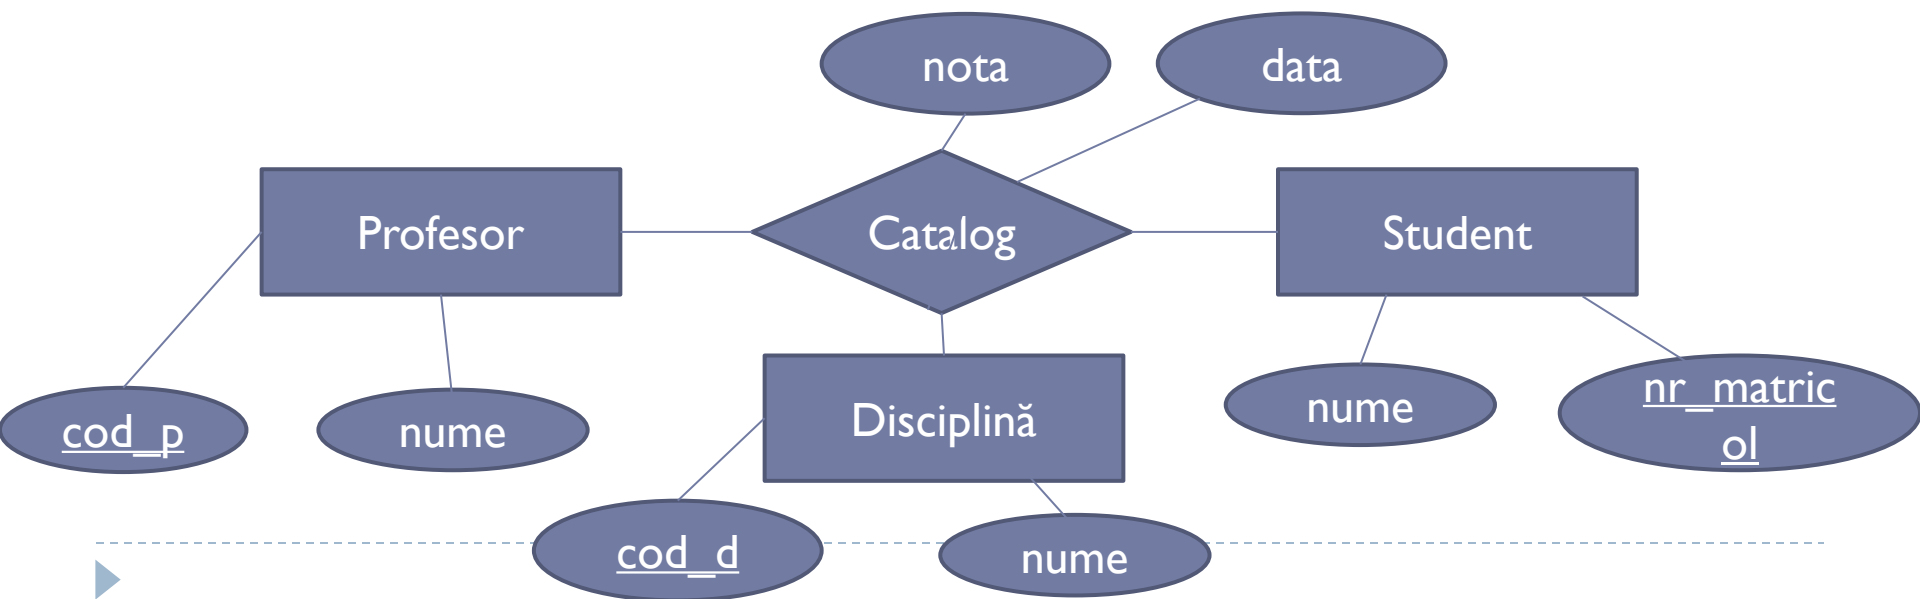 nota
data
Profesor
Catalog
Student
cod_p
nume
Disciplină
nume
nr_matric
ol
cod_d
nume